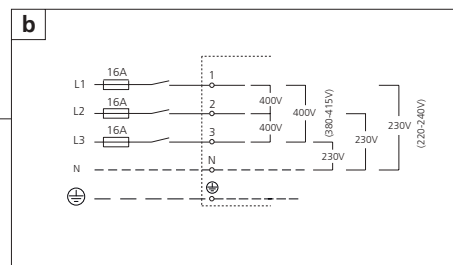 b
L1 16A 1
400V 400V (380-415V)
L2 16A 2
400V 230V (220-240V)
L3 16A 3
230V 230V
N N